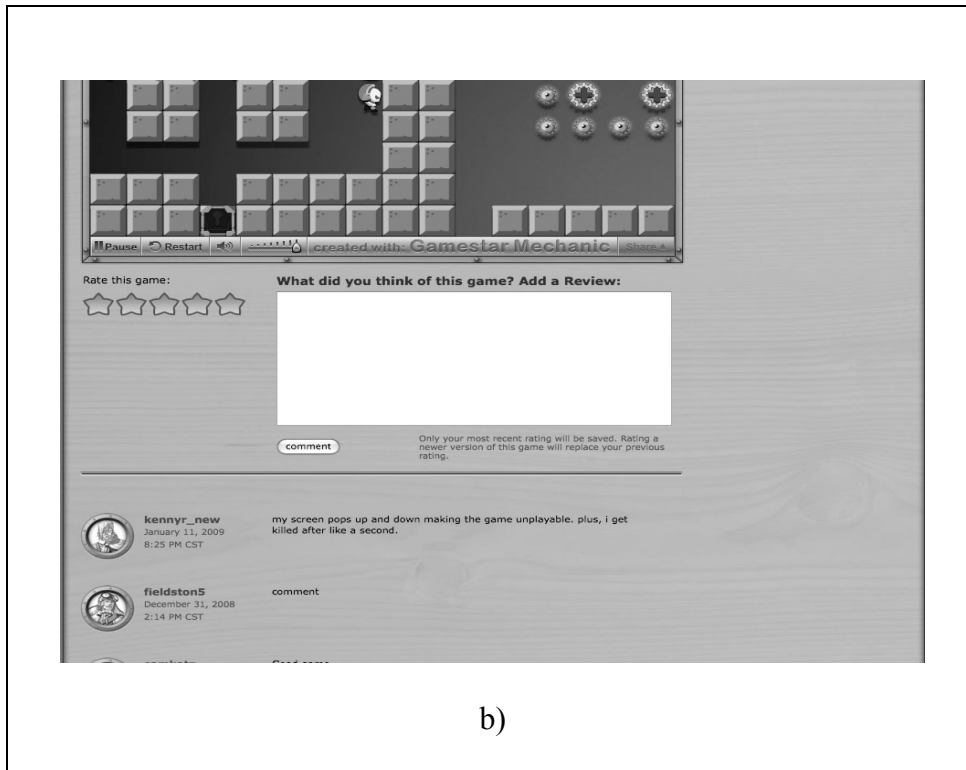 Pause Restart created with: Gamestar Mechanic Share
Rate this game:
What did you think of this game? Add a Review:
comment
Only your most recent rating will be saved. Rating a
newer version of this game will replace your previous
rating.
kennyr_new
January 11, 2009
8:25 PM CST
my screen pops up and down making the game unplayable. plus, i get
killed after like a second.
fieldston5
December 31, 2008
2:14 PM CST
comment
b)